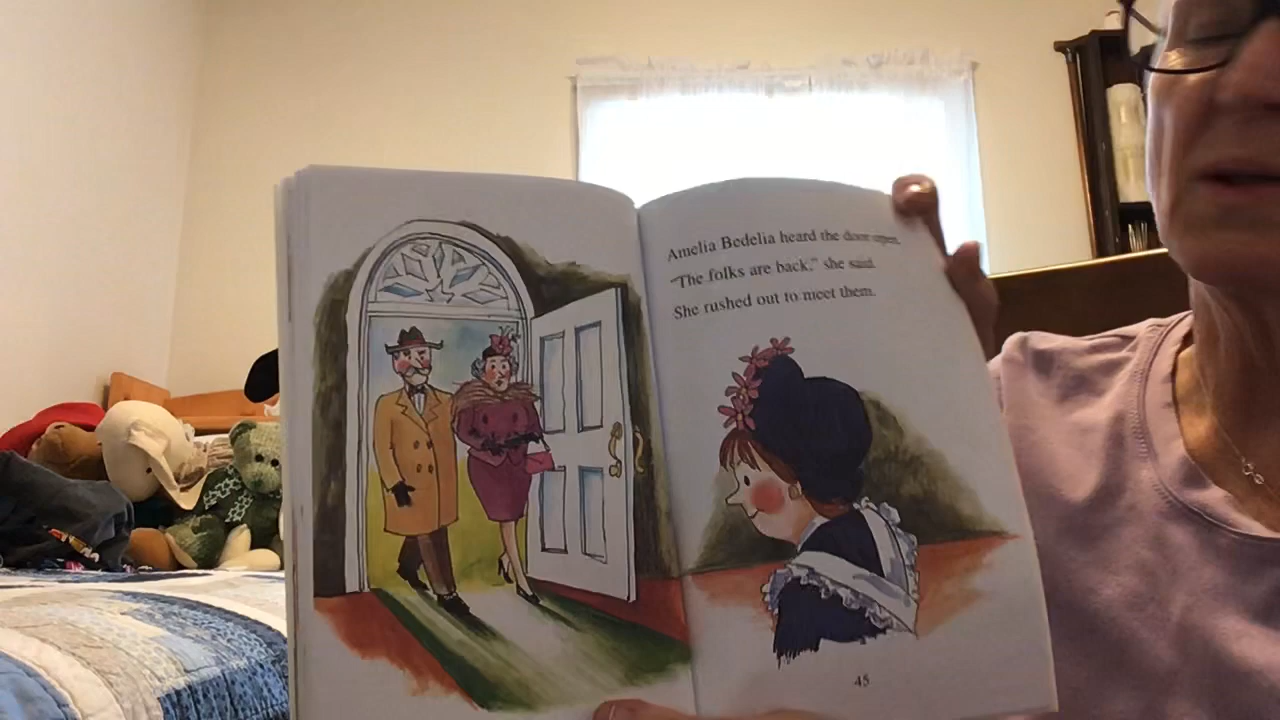 Amelia Bedelia heard the door open.
"The folks are back," she said.
She rushed out to meet them.
45